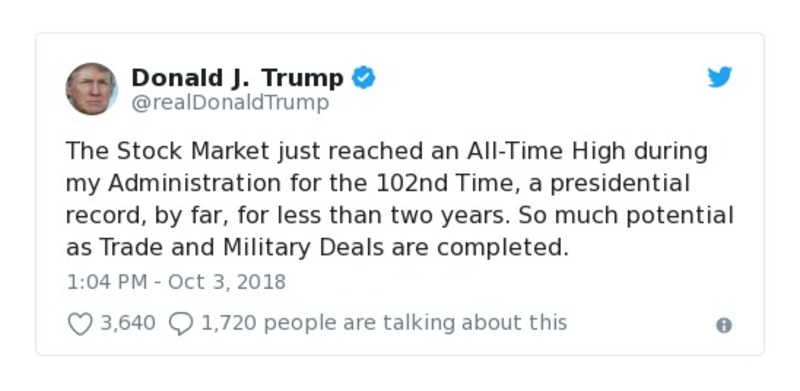 Donald J. Trump
@realDonaldTrump
The Stock Market just reached an All-Time High during
my Administration for the 102nd Time, a presidential
record, by far, for less than two years. So much potential
as Trade and Military Deals are completed.
1:04 PM - Oct 3, 2018
3,640 1,720 people are talking about this